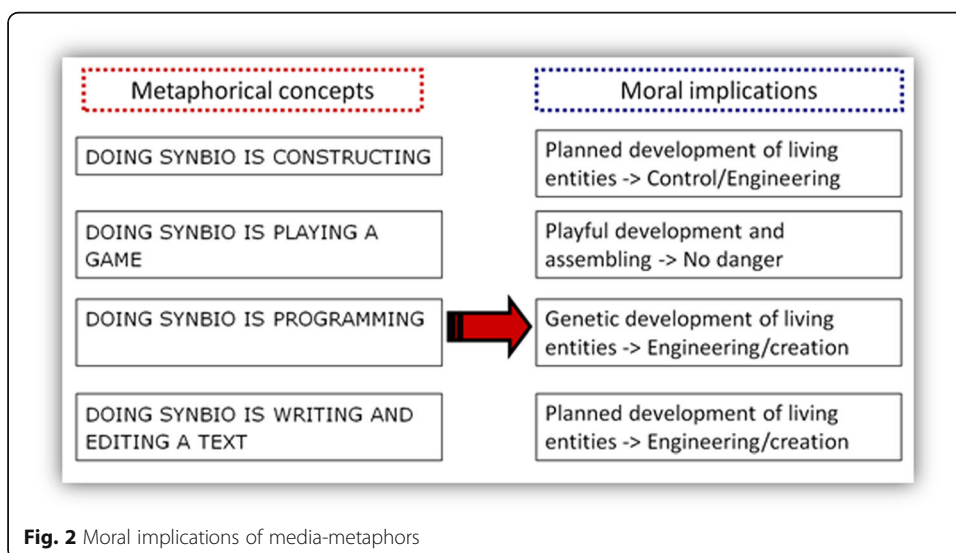 Metaphorical concepts
Moral implications
DOING SYNBIO IS CONSTRUCTING
Planned development of living
entities -> Control/Engineering
DOING SYNBIO IS PLAYING A
GAME
Playful development and
assembling -> No danger
DOING SYNBIO IS PROGRAMMING
Genetic development of living
entities -> Engineering/creation
DOING SYNBIO IS WRITING AND
EDITING A TEXT
Planned development of living
entities -> Engineering/creation
Fig. 2 Moral implications of media-metaphors